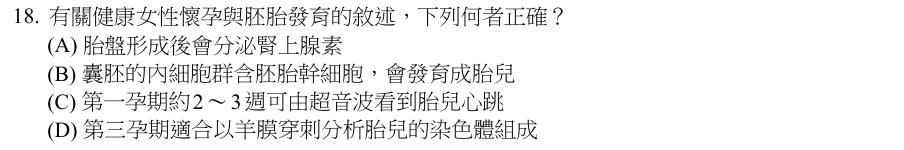 18. 有關健康女性懷孕與胚胎發育的敘述，下列何者正確？
(A) 胎盤形成後會分泌腎上腺素
(B) 囊胚的內細胞群含胚胎幹細胞，會發育成胎兒
(C) 第一孕期約2～3週可由超音波看到胎兒心跳
(D) 第三孕期適合以羊膜穿刺分析胎兒的染色體組成